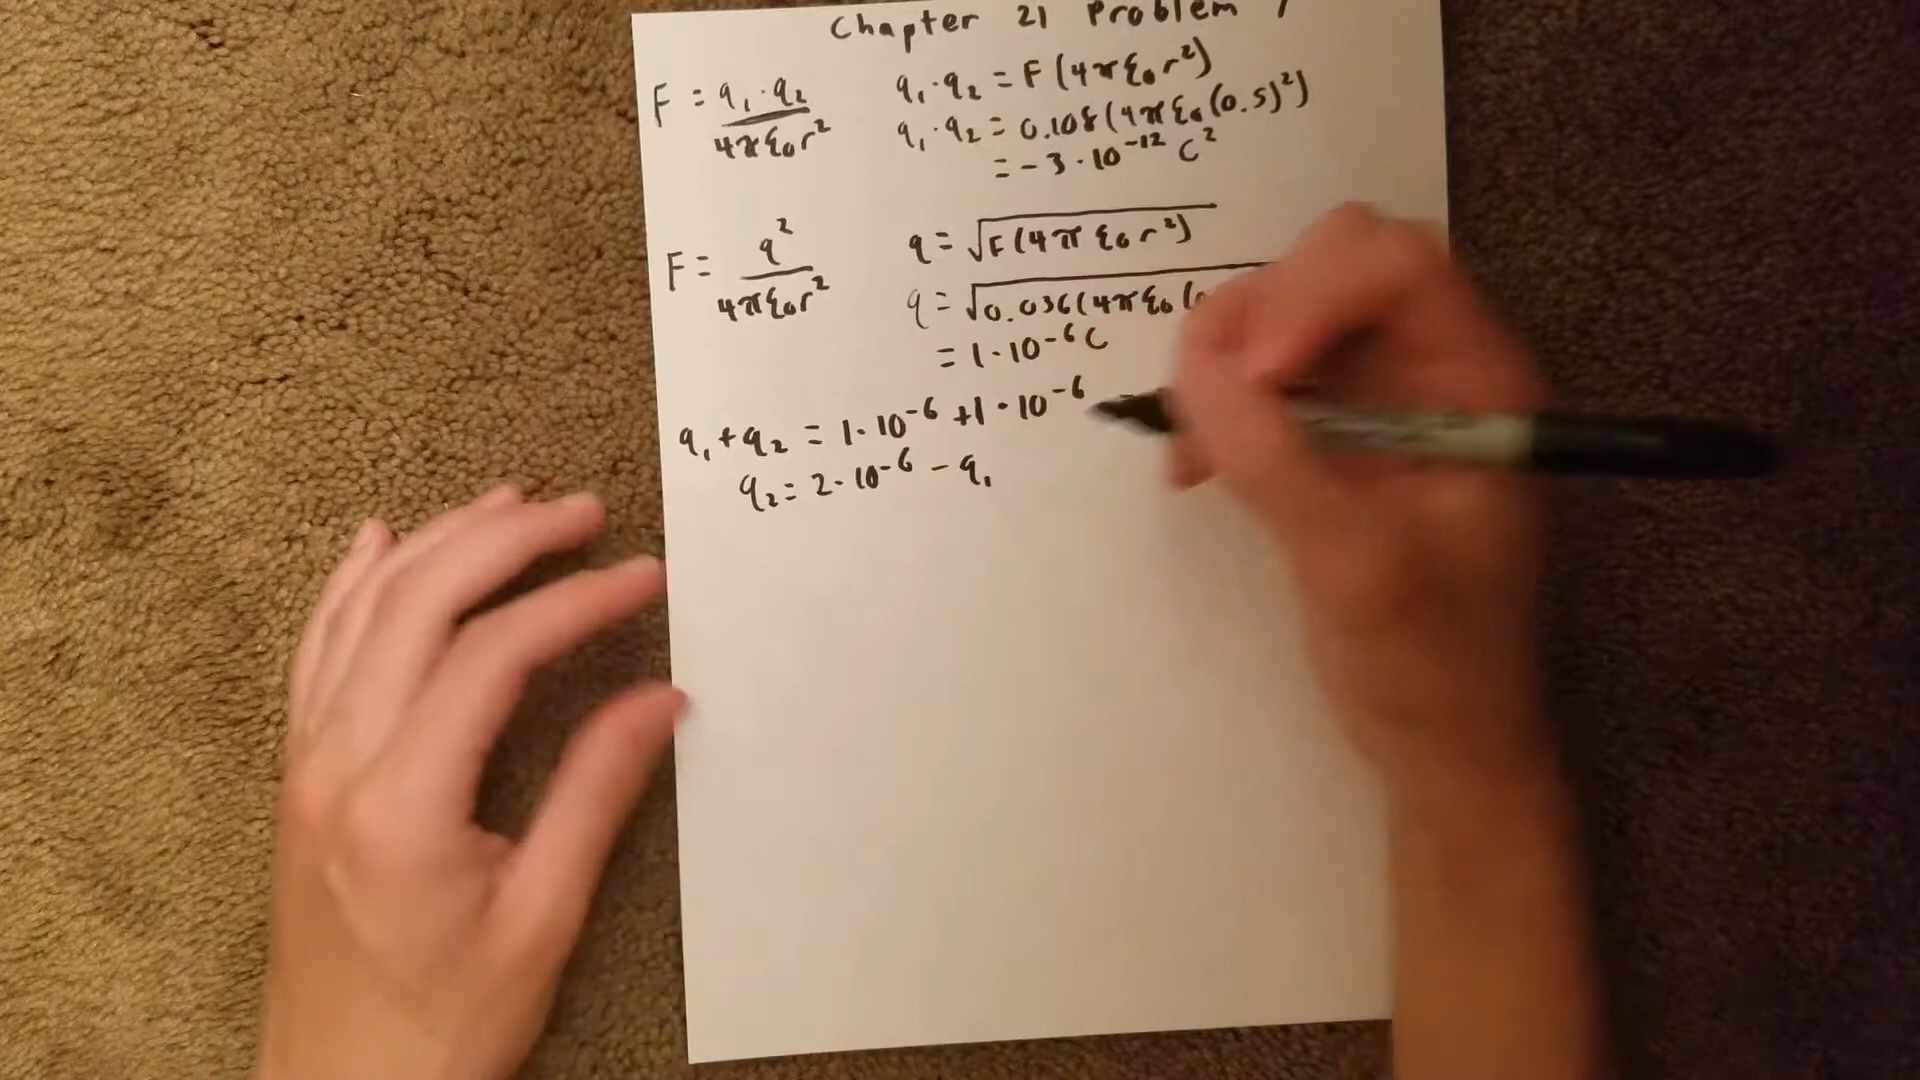 Chapter 21 Problem
F = q₁·q₂ / 4πε₀r²
q₁·q₂ = F(4πε₀r²)
q₁·q₂ = 0.108(4πε₀(0.5)²)
= -3·10⁻¹² C²
F = q² / 4πε₀r²
q = √F(4πε₀r²)
q = √0.036(4πε₀(
= 1·10⁻⁶ C
q₁ + q₂ = 1·10⁻⁶ + 1·10⁻⁶
q₂ = 2·10⁻⁶ - q₁